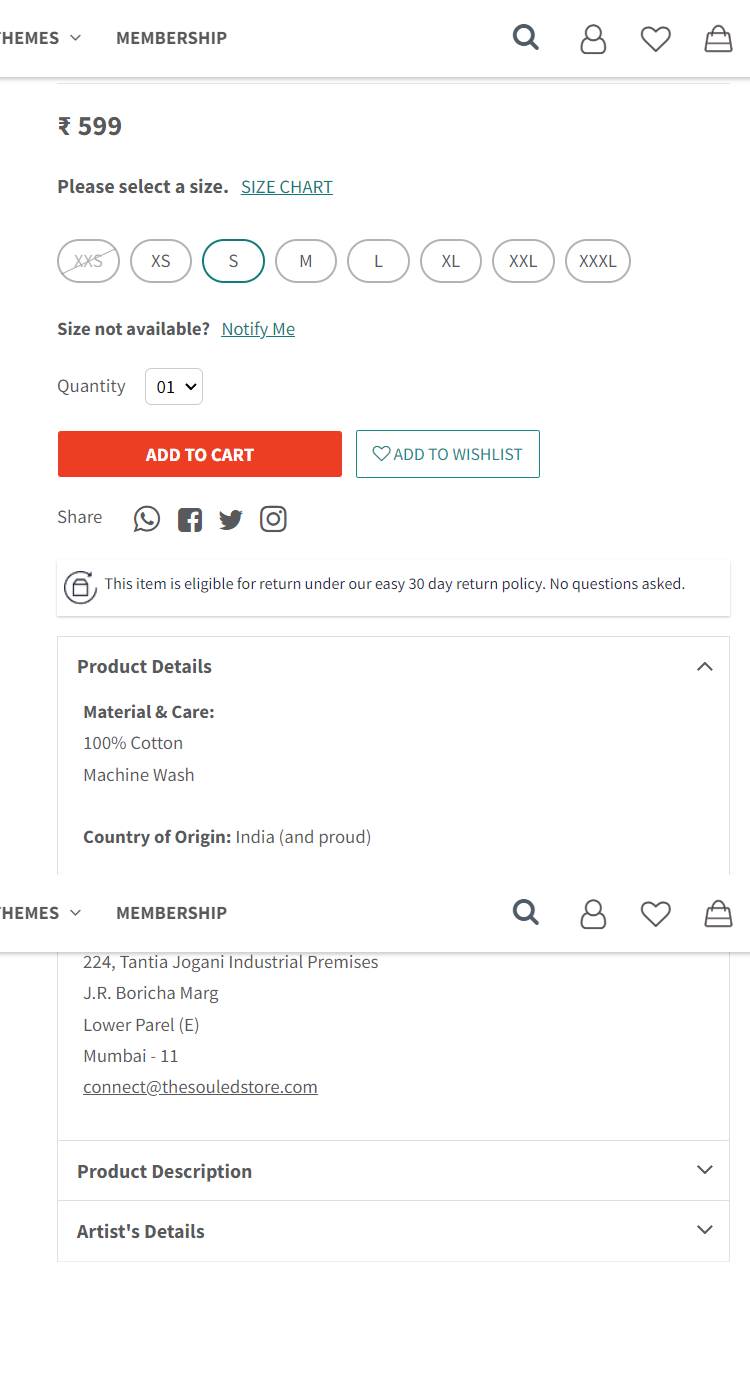 THEMES MEMBERSHIP
₹ 599
Please select a size. SIZE CHART
XXS XS S M L XL XXL XXXL
Size not available? Notify Me
Quantity 01
ADD TO CART ADD TO WISHLIST
Share
This item is eligible for return under our easy 30 day return policy. No questions asked.
Product Details
Material & Care:
100% Cotton
Machine Wash
Country of Origin: India (and proud)
THEMES MEMBERSHIP
224, Tantia Jogani Industrial Premises
J.R. Boricha Marg
Lower Parel (E)
Mumbai - 11
connect@thesouledstore.com
Product Description
Artist's Details